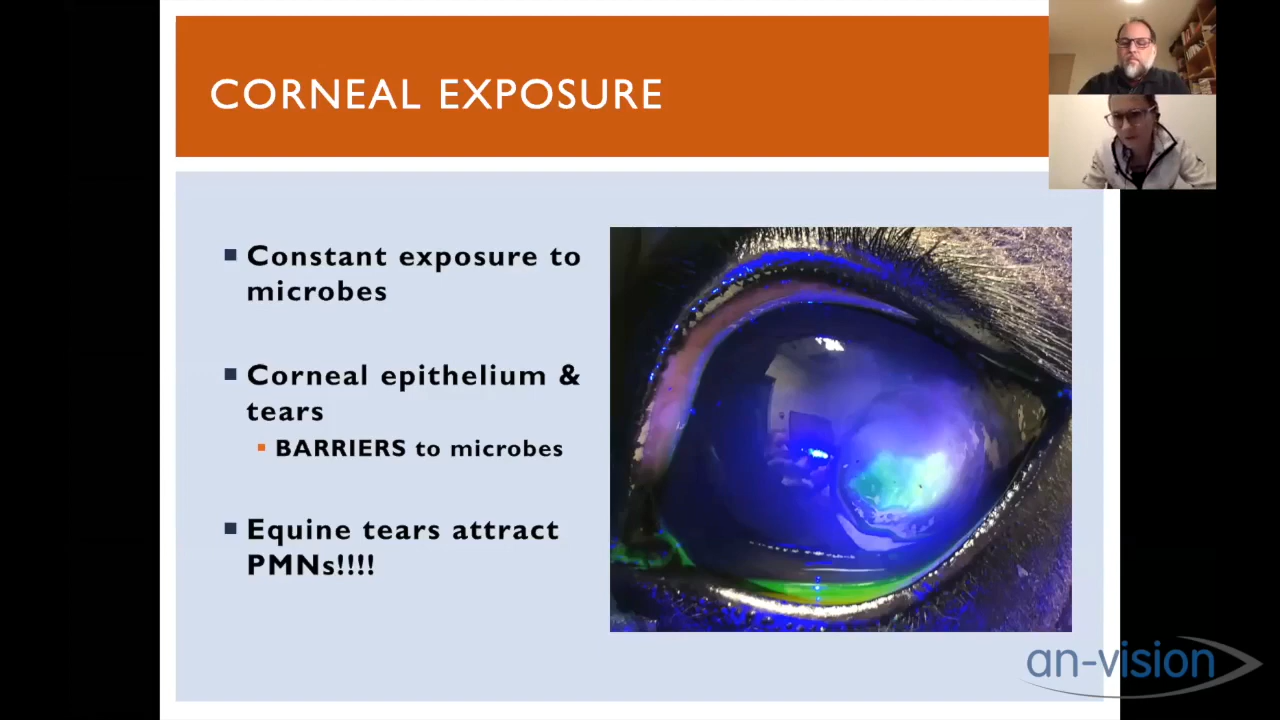 CORNEAL EXPOSURE
Constant exposure to
microbes
Corneal epithelium &
tears
BARRIERS to microbes
Equine tears attract
PMNs!!!!
an-vision